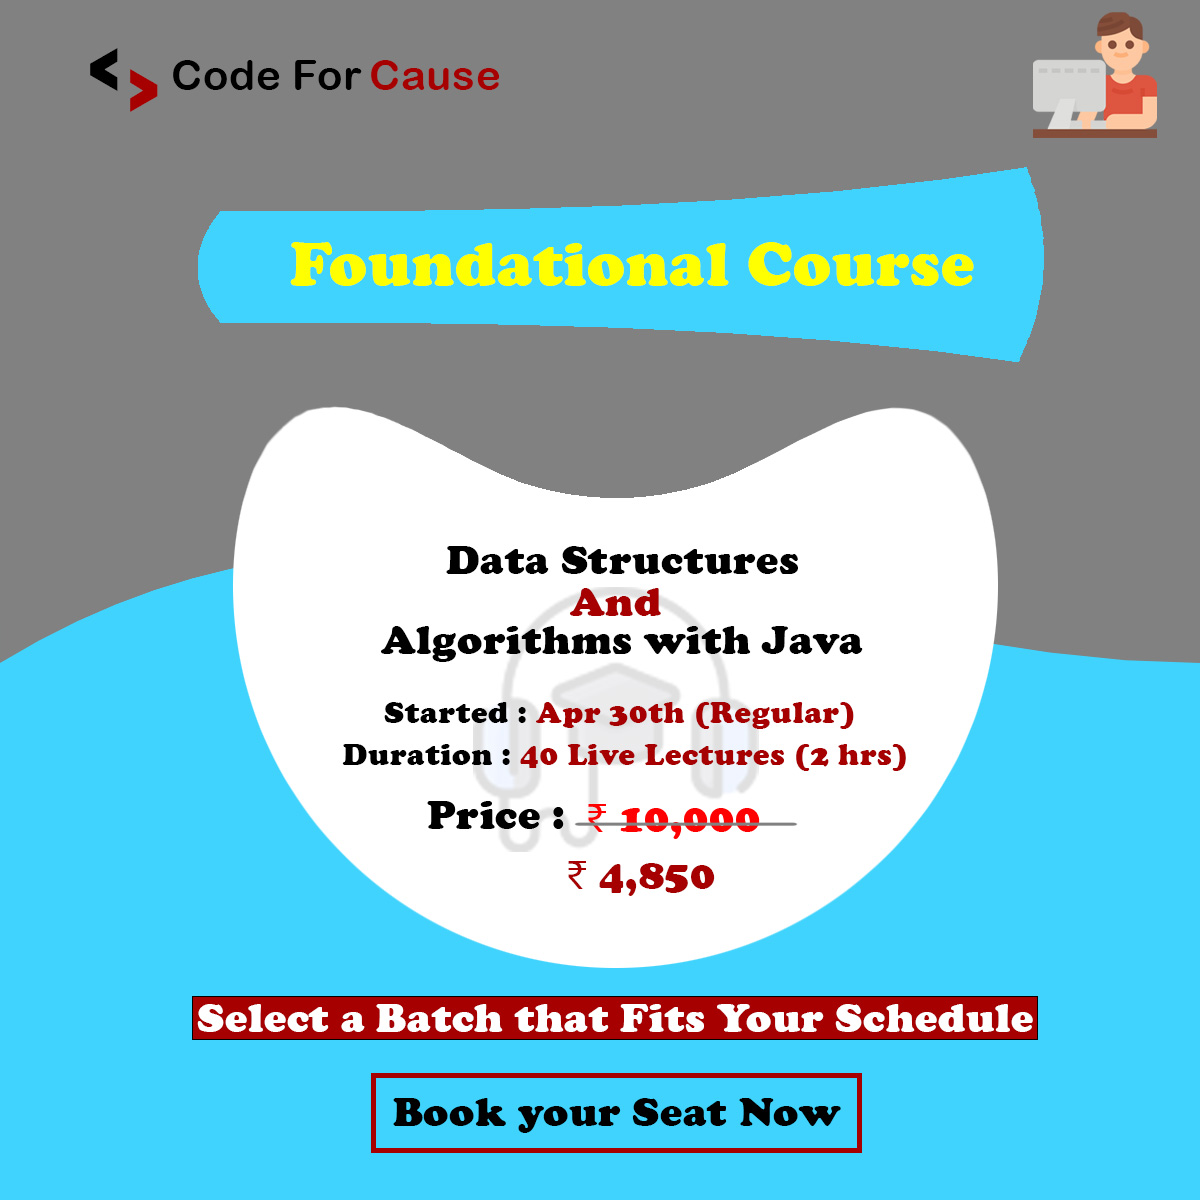 Code For Cause
Foundational Course
Data Structures
And
Algorithms with Java
Started : Apr 30th (Regular)
Duration : 40 Live Lectures (2 hrs)
Price : ₹ 10,000
₹ 4,850
Select a Batch that Fits Your Schedule
Book your Seat Now